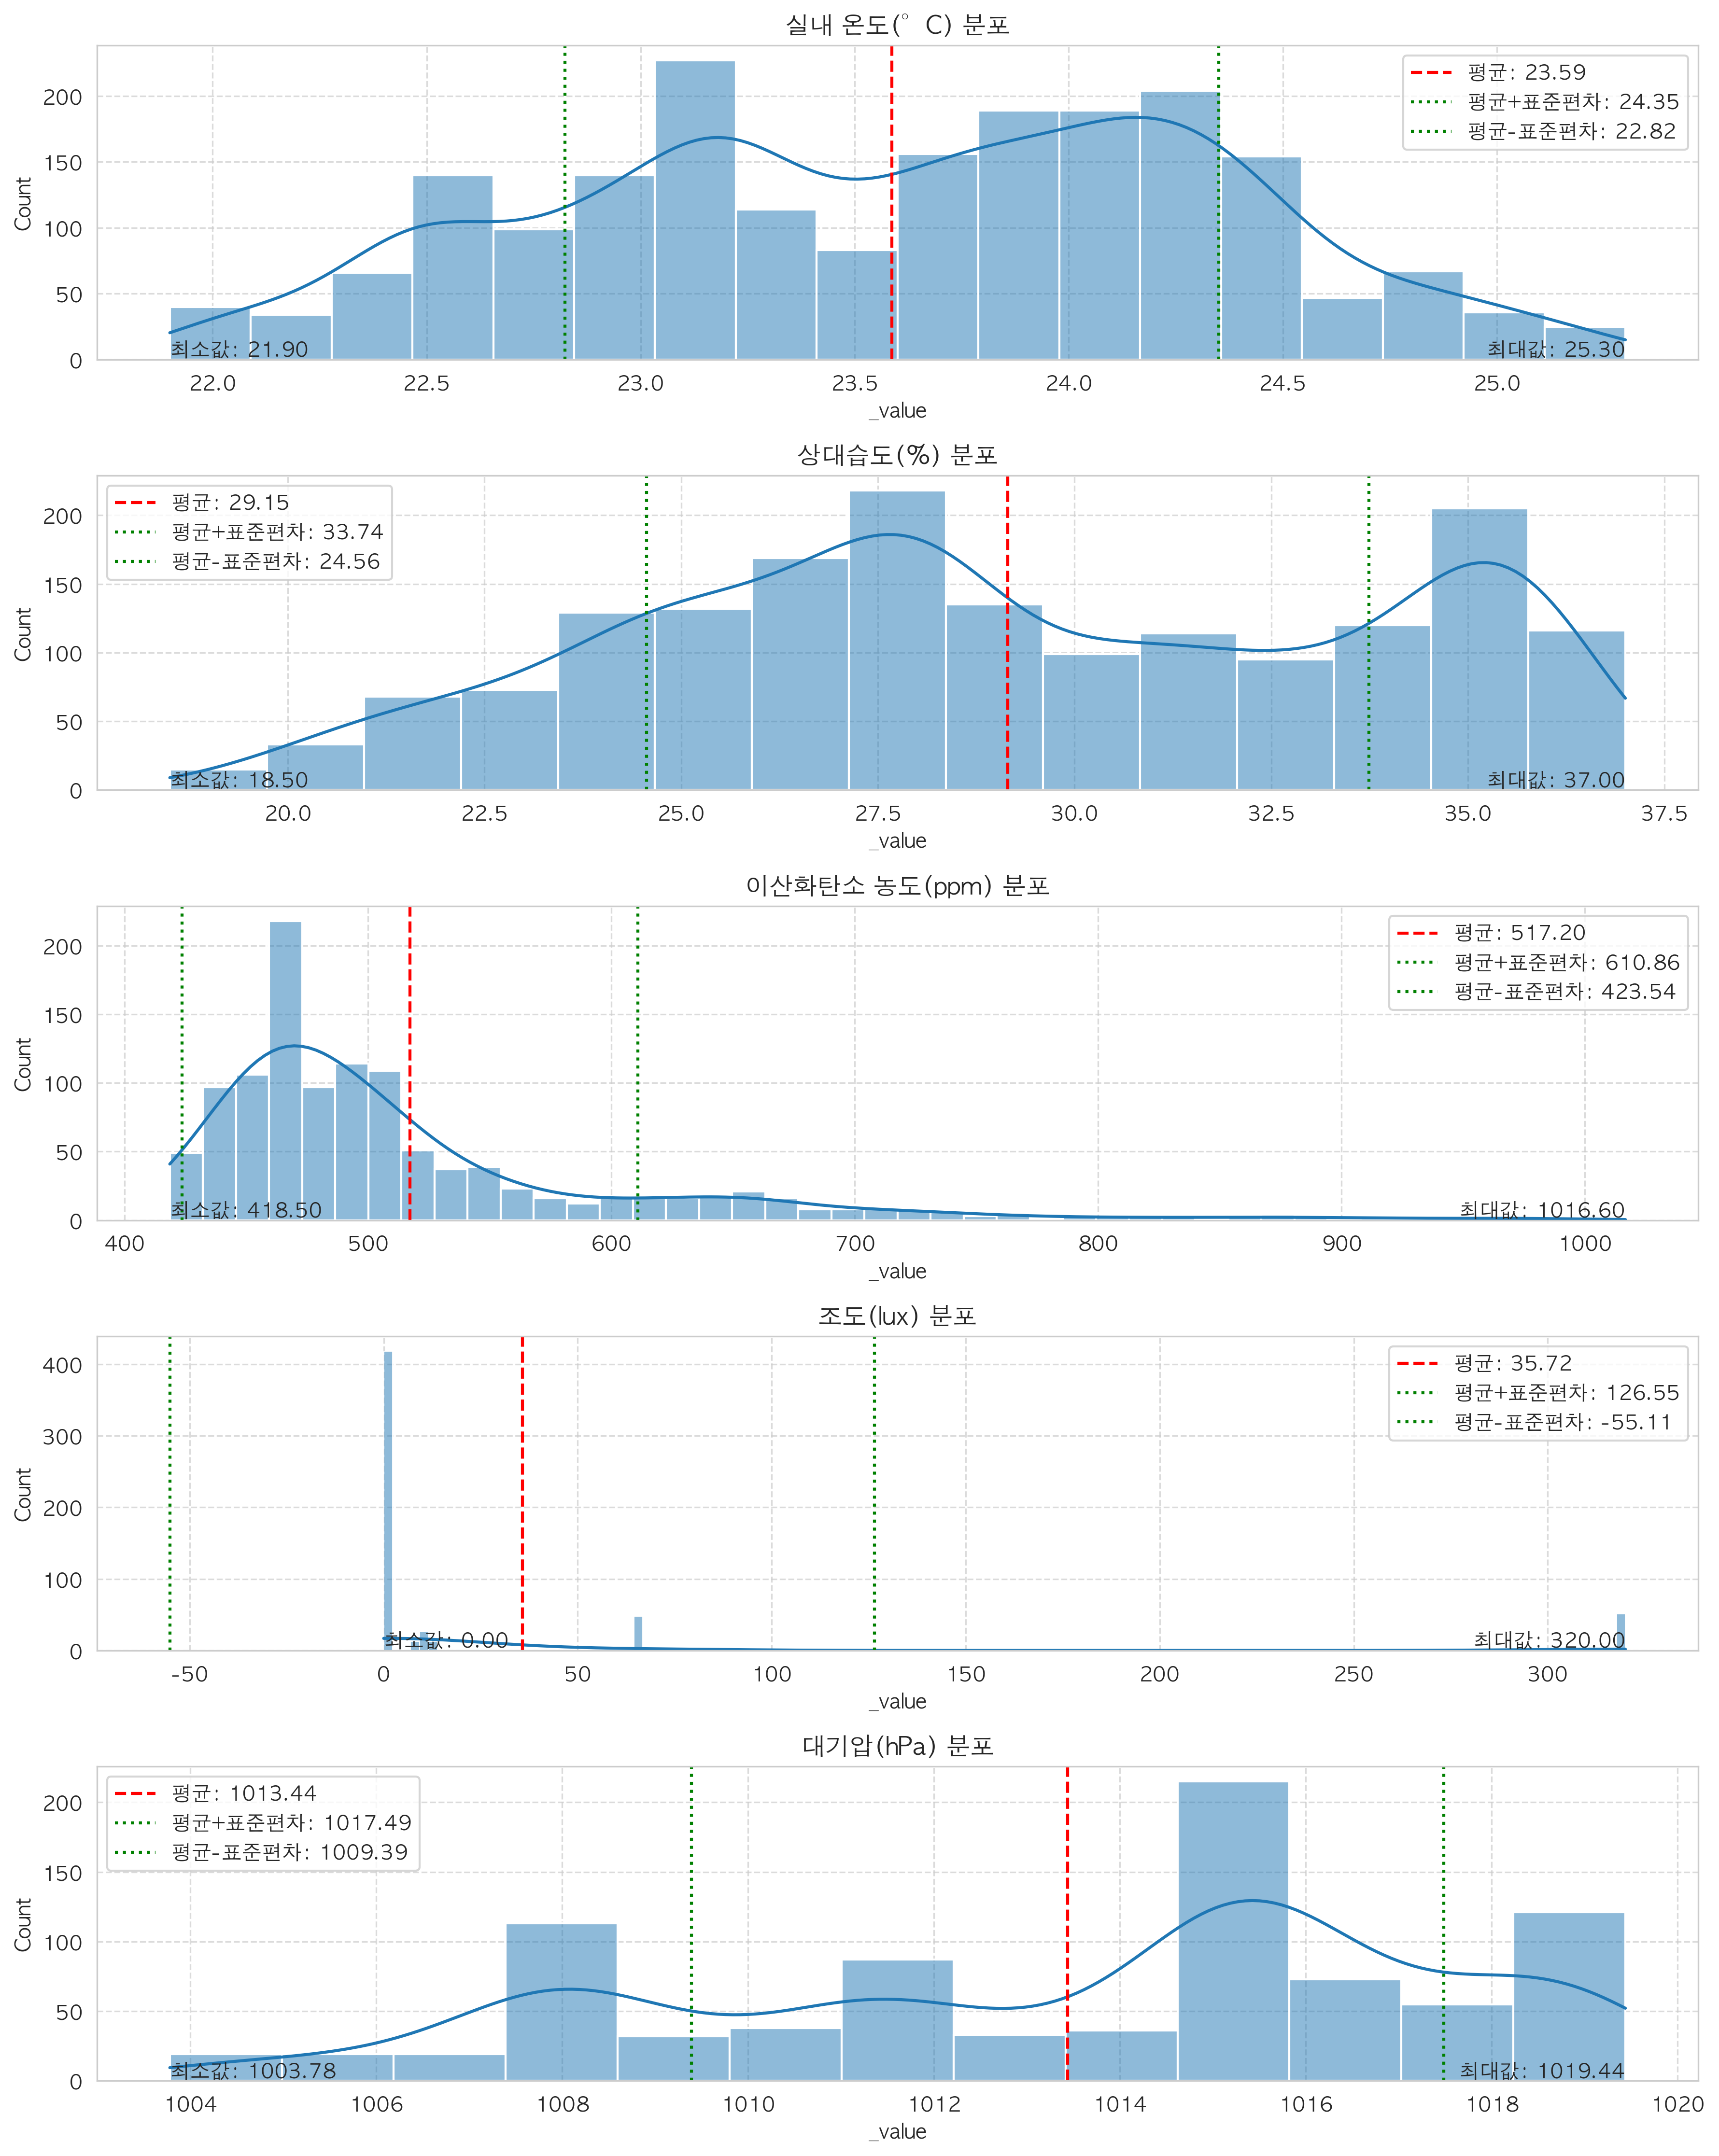 실내 온도(°C) 분포
평균: 23.59
평균+표준편차: 24.35
평균-표준편차: 22.82
Count
200
150
100
50
0
최소값: 21.90
최대값: 25.30
22.0 22.5 23.0 23.5 24.0 24.5 25.0
_value
상대습도(%) 분포
평균: 29.15
평균+표준편차: 33.74
평균-표준편차: 24.56
Count
200
150
100
50
0
최소값: 18.50
최대값: 37.00
20.0 22.5 25.0 27.5 30.0 32.5 35.0 37.5
_value
이산화탄소 농도(ppm) 분포
평균: 517.20
평균+표준편차: 610.86
평균-표준편차: 423.54
Count
200
150
100
50
0
최소값: 418.50
최대값: 1016.60
400 500 600 700 800 900 1000
_value
조도(lux) 분포
평균: 35.72
평균+표준편차: 126.55
평균-표준편차: -55.11
Count
400
300
200
100
0
최소값: 0.00
최대값: 320.00
-50 0 50 100 150 200 250 300
_value
대기압(hPa) 분포
평균: 1013.44
평균+표준편차: 1017.49
평균-표준편차: 1009.39
Count
200
150
100
50
0
최소값: 1003.78
최대값: 1019.44
1004 1006 1008 1010 1012 1014 1016 1018 1020
_value